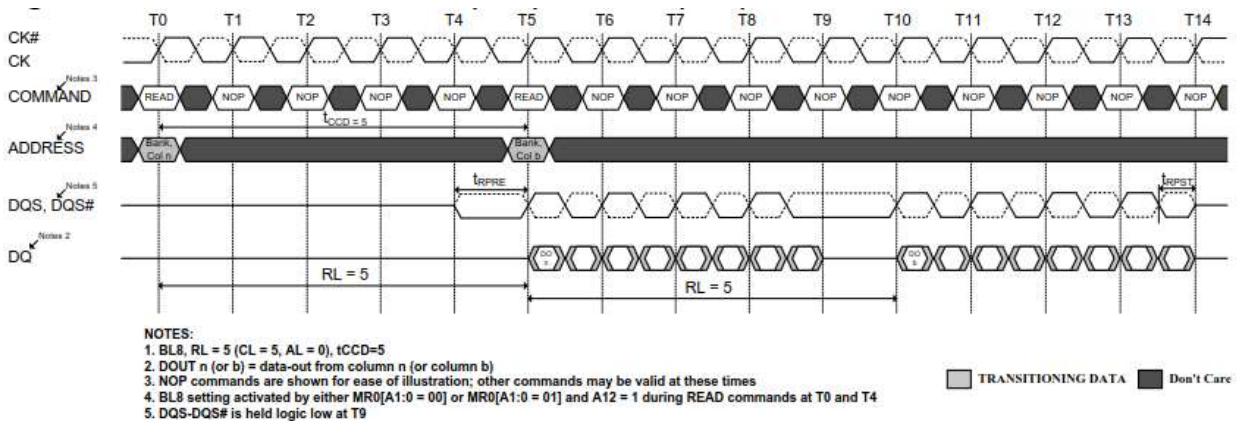 T0 T1 T2 T3 T4 T5 T6 T7 T8 T9 T10 T11 T12 T13 T14
CK#
CK
Notes 3
COMMAND READ NOP NOP NOP NOP READ NOP NOP NOP NOP NOP NOP NOP NOP NOP
tCCD = 5
Notes 4
ADDRESS Bank, Col n Bank, Col b
Notes 5
tRPRE tRPST
DQS, DQS#
Notes 2
DQ DO n DO b
RL = 5 RL = 5
NOTES:
1. BL8, RL = 5 (CL = 5, AL = 0), tCCD=5
2. DOUT n (or b) = data-out from column n (or column b)
3. NOP commands are shown for ease of illustration; other commands may be valid at these times
4. BL8 setting activated by either MR0[A1:0 = 00] or MR0[A1:0 = 01] and A12 = 1 during READ commands at T0 and T4
5. DQS-DQS# is held logic low at T9
TRANSITIONING DATA Don't Care